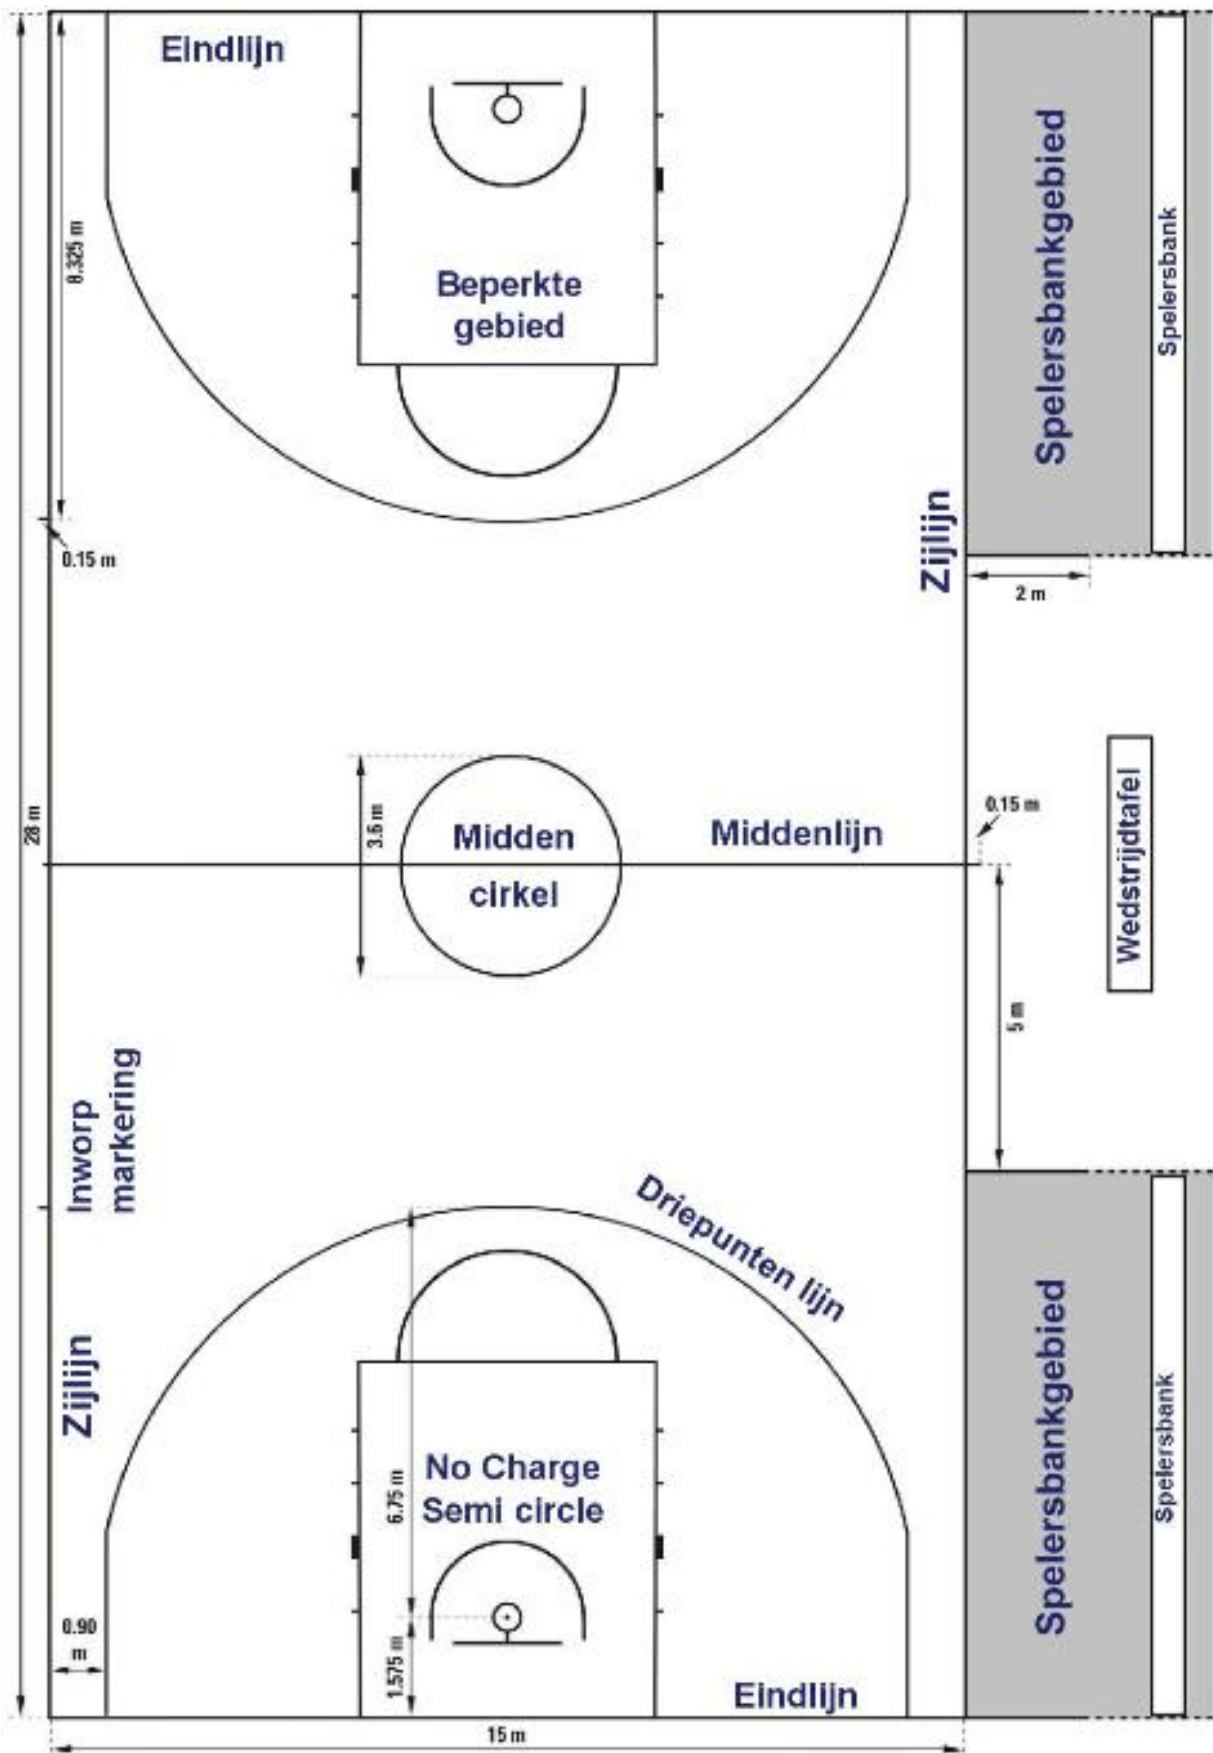 Eindlijn
8.325 m
Beperkte
gebied
Spelersbankgebied
Spelersbank
0.15 m
Zijlijn
2 m
28 m
3.6 m
Midden
cirkel
Middenlijn
0.15 m
Wedstrijdtafel
5 m
Inworp
markering
Driepunten lijn
Zijlijn
6.75 m
No Charge
Semi circle
Spelersbankgebied
Spelersbank
0.90
m
1.575 m
Eindlijn
15 m